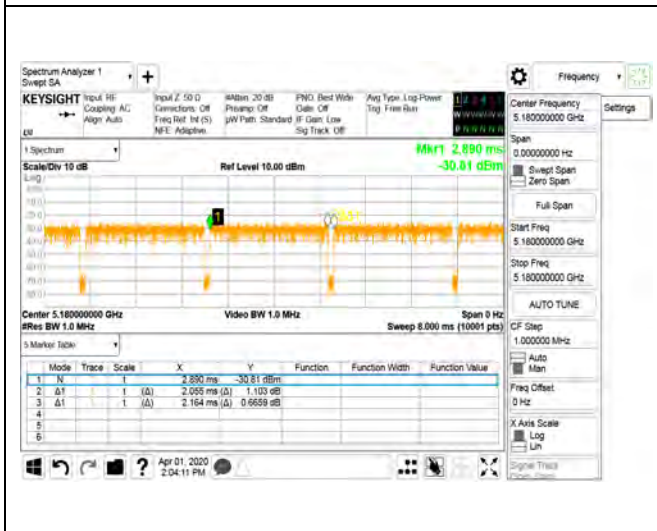 Spectrum Analyzer 1
Swept SA
+
Frequency
KEYSIGHT Input: RF
Coupling: AC
Align: Auto
Input Z: 50 Ω
Corrections: Off
Freq Ref: Int (S)
NFE: Adaptive
#Atten: 20 dB
Preamp: Off
µW Path: Standard
PNO: Best Wide
Gate: Off
IF Gain: Low
Sig Track: Off
Avg Type: Log-Power
Trig: Free Run
LXI
1 Spectrum
Scale/Div 10 dB
Ref Level 10.00 dBm
Mkr1 2.890 ms
Log
1
Center 5.180000000 GHz
#Res BW 1.0 MHz
Video BW 1.0 MHz
Span 0 Hz
Sweep 8.000 ms (10001 pts)
5 Marker Table
Mode Trace Scale X Y Function Function Width Function Value
1 N t 2.890 ms -30.81 dBm
2 Δ1 t (Δ) 2.055 ms (Δ) 1.103 dB
3 Δ1 t (Δ) 2.164 ms (Δ) 0.6659 dB
4
5
6
?
Apr 01, 2020
2:04:11 PM
Center Frequency
5.180000000 GHz
Settings
Span
0.00000000 Hz
Swept Span
Zero Span
Full Span
Start Freq
5.180000000 GHz
Stop Freq
5.180000000 GHz
AUTO TUNE
CF Step
1.000000 MHz
Auto
Man
Freq Offset
0 Hz
X Axis Scale
Log
Lin
Signal Track